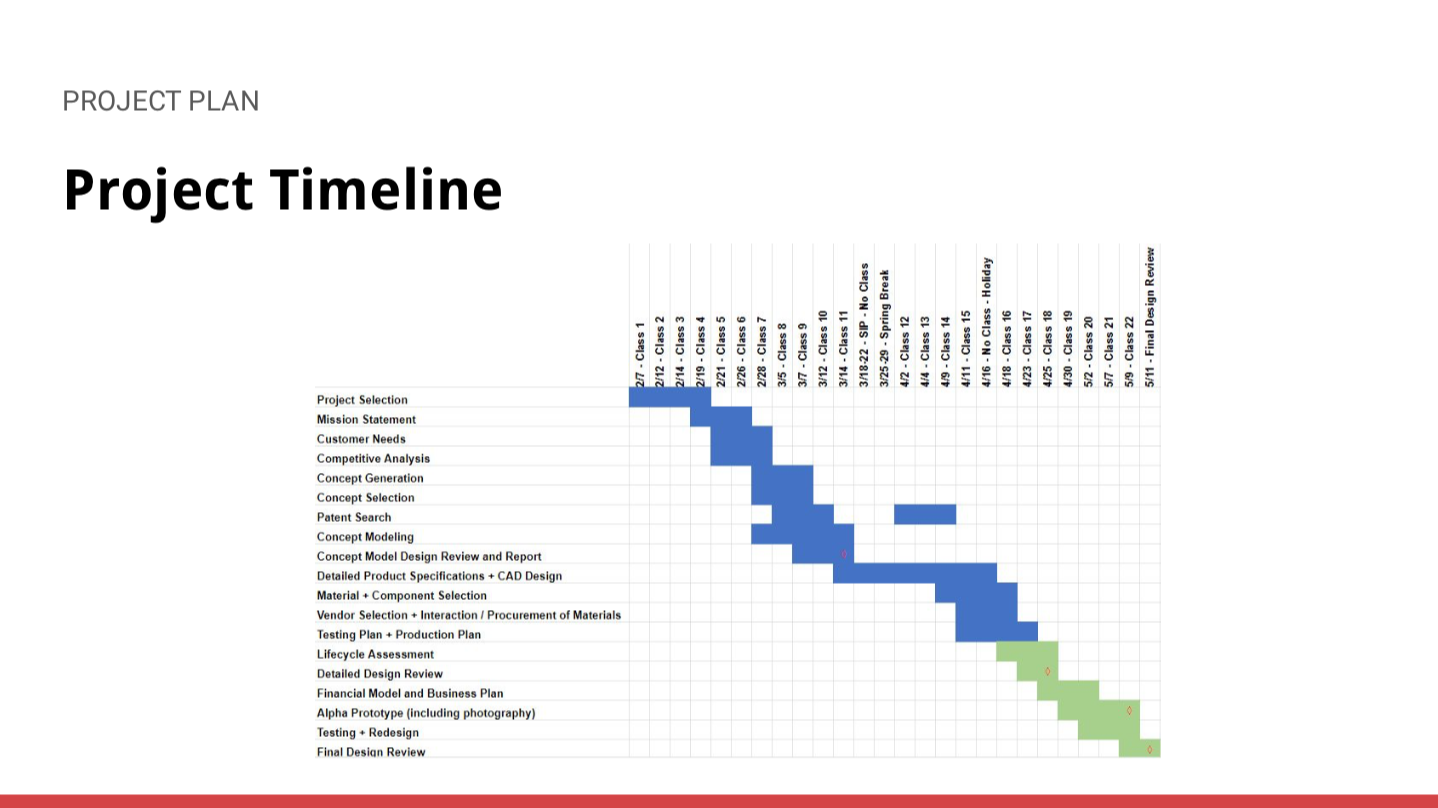 PROJECT PLAN
Project Timeline
2/7 - Class 1
2/12 - Class 2
2/14 - Class 3
2/19 - Class 4
2/21 - Class 5
2/26 - Class 6
2/28 - Class 7
3/5 - Class 8
3/7 - Class 9
3/12 - Class 10
3/14 - Class 11
3/18-22 - SIP - No Class
3/25-29 - Spring Break
4/2 - Class 12
4/4 - Class 13
4/9 - Class 14
4/11 - Class 15
4/16 - No Class - Holiday
4/18 - Class 16
4/23 - Class 17
4/25 - Class 18
4/30 - Class 19
5/2 - Class 20
5/7 - Class 21
5/9 - Class 22
5/11 - Final Design Review
Project Selection
Mission Statement
Customer Needs
Competitive Analysis
Concept Generation
Concept Selection
Patent Search
Concept Modeling
Concept Model Design Review and Report
Detailed Product Specifications + CAD Design
Material + Component Selection
Vendor Selection + Interaction / Procurement of Materials
Testing Plan + Production Plan
Lifecycle Assessment
Detailed Design Review
Financial Model and Business Plan
Alpha Prototype (including photography)
Testing + Redesign
Final Design Review